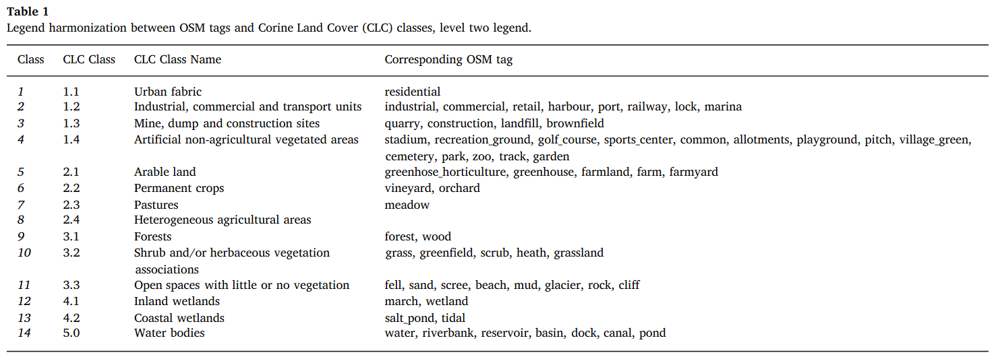 Table 1
Legend harmonization between OSM tags and Corine Land Cover (CLC) classes, level two legend.
Class CLC Class CLC Class Name Corresponding OSM tag
1 1.1 Urban fabric residential
2 1.2 Industrial, commercial and transport units industrial, commercial, retail, harbour, port, railway, lock, marina
3 1.3 Mine, dump and construction sites quarry, construction, landfill, brownfield
4 1.4 Artificial non-agricultural vegetated areas stadium, recreation_ground, golf_course, sports_center, common, allotments, playground, pitch, village_green,
cemetery, park, zoo, track, garden
5 2.1 Arable land greenhose_horticulture, greenhouse, farmland, farm, farmyard
6 2.2 Permanent crops vineyard, orchard
7 2.3 Pastures meadow
8 2.4 Heterogeneous agricultural areas
9 3.1 Forests forest, wood
10 3.2 Shrub and/or herbaceous vegetation grass, greenfield, scrub, heath, grassland
associations
11 3.3 Open spaces with little or no vegetation fell, sand, scree, beach, mud, glacier, rock, cliff
12 4.1 Inland wetlands march, wetland
13 4.2 Coastal wetlands salt_pond, tidal
14 5.0 Water bodies water, riverbank, reservoir, basin, dock, canal, pond